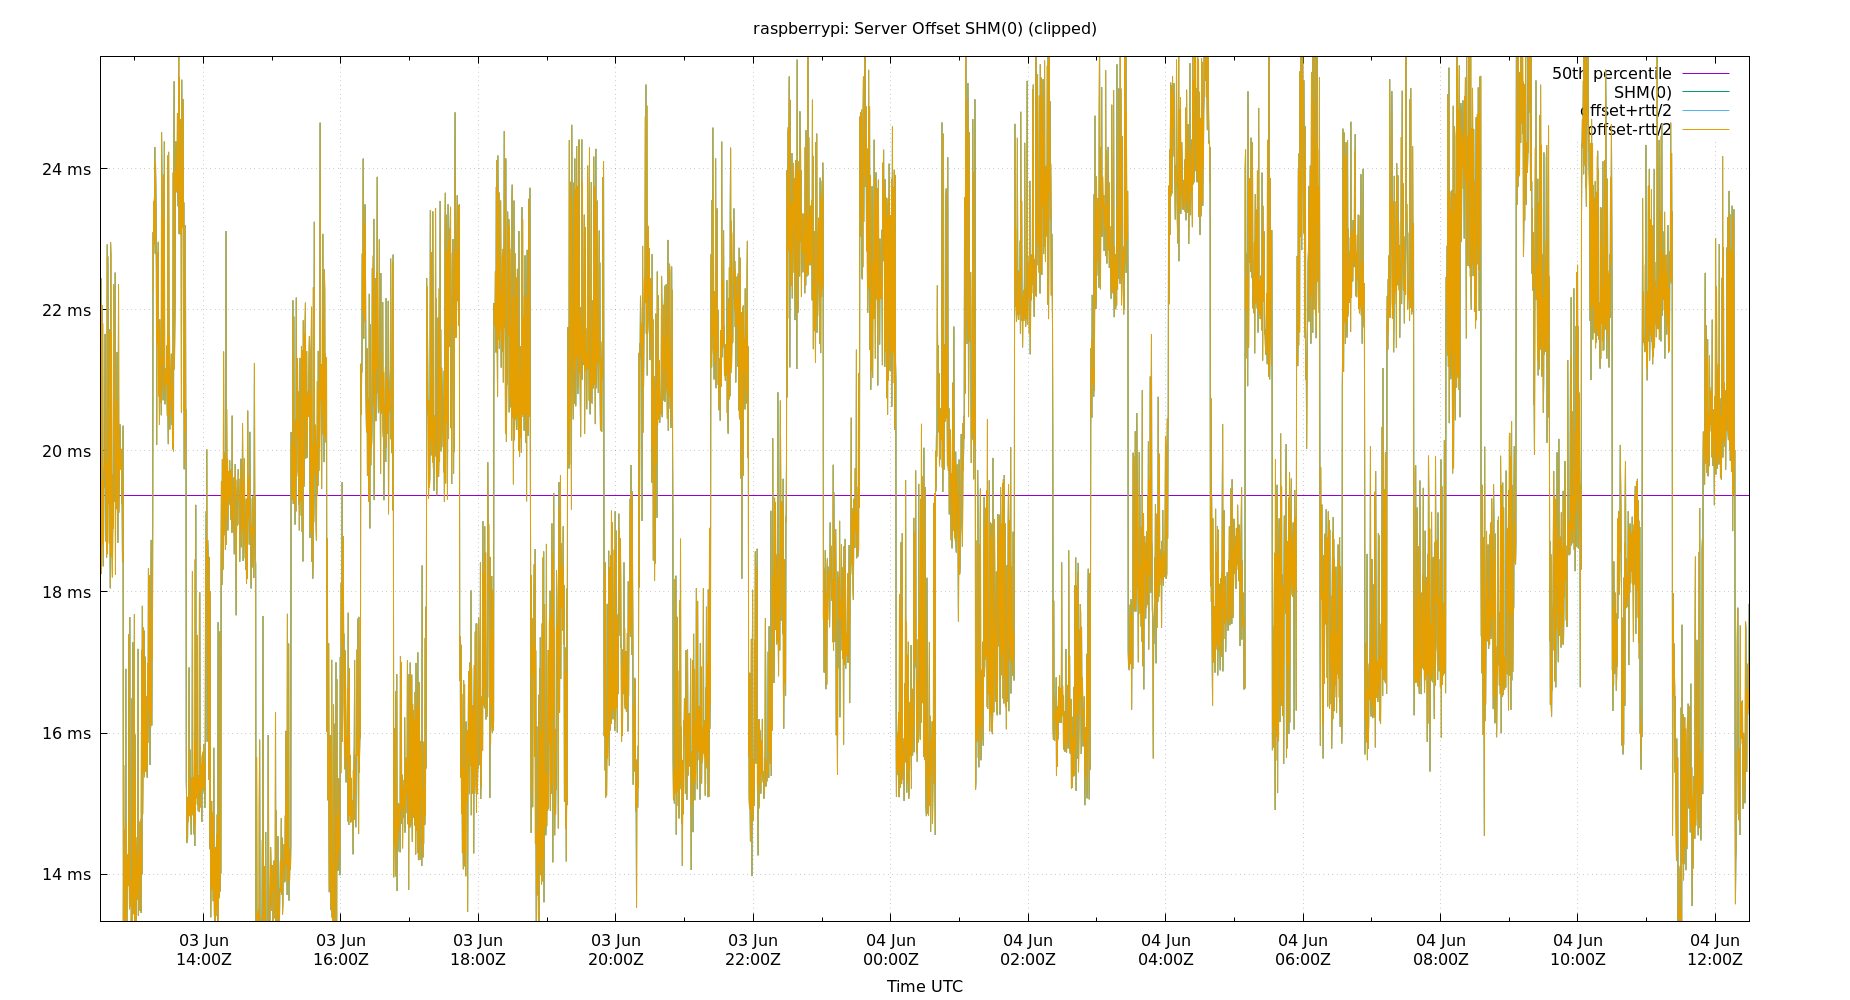 raspberrypi: Server Offset SHM(0) (clipped)
50th percentile
SHM(0)
offset+rtt/2
offset-rtt/2
24 ms
22 ms
20 ms
18 ms
16 ms
14 ms
03 Jun 03 Jun 03 Jun 03 Jun 03 Jun 04 Jun 04 Jun 04 Jun 04 Jun 04 Jun 04 Jun 04 Jun
14:00Z 16:00Z 18:00Z 20:00Z 22:00Z 00:00Z 02:00Z 04:00Z 06:00Z 08:00Z 10:00Z 12:00Z
Time UTC